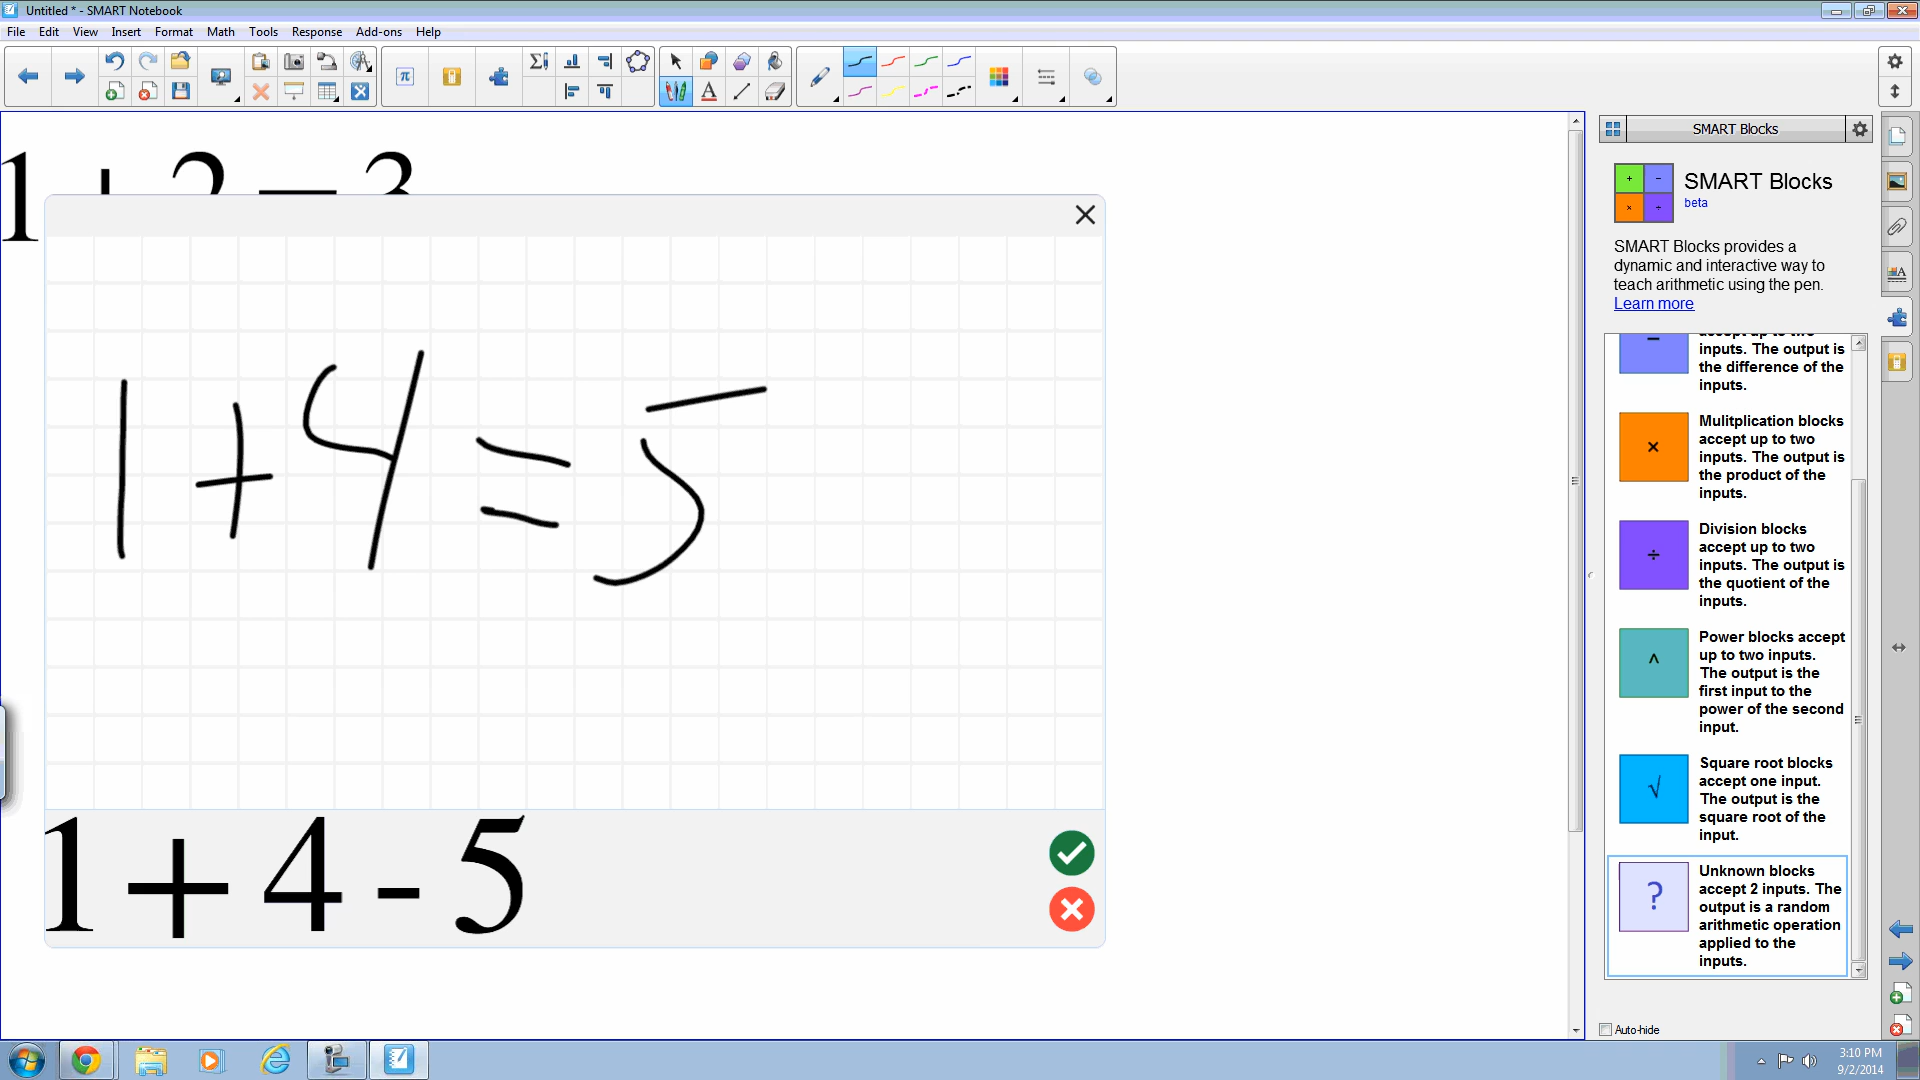 Untitled * - SMART Notebook
File Edit View Insert Format Math Tools Response Add-ons Help
1 + 2 = 3
1 + 4 = 5
1 + 4 - 5
SMART Blocks
SMART Blocks
beta
SMART Blocks provides a
dynamic and interactive way to
teach arithmetic using the pen.
Learn more
accept up to two
inputs. The output is
the difference of the
inputs.
Mulitplication blocks
accept up to two
inputs. The output is
the product of the
inputs.
Division blocks
accept up to two
inputs. The output is
the quotient of the
inputs.
Power blocks accept
up to two inputs.
The output is the
first input to the
power of the second
input.
Square root blocks
accept one input.
The output is the
square root of the
input.
Unknown blocks
accept 2 inputs. The
output is a random
arithmetic operation
applied to the
inputs.
Auto-hide
3:10 PM
9/2/2014